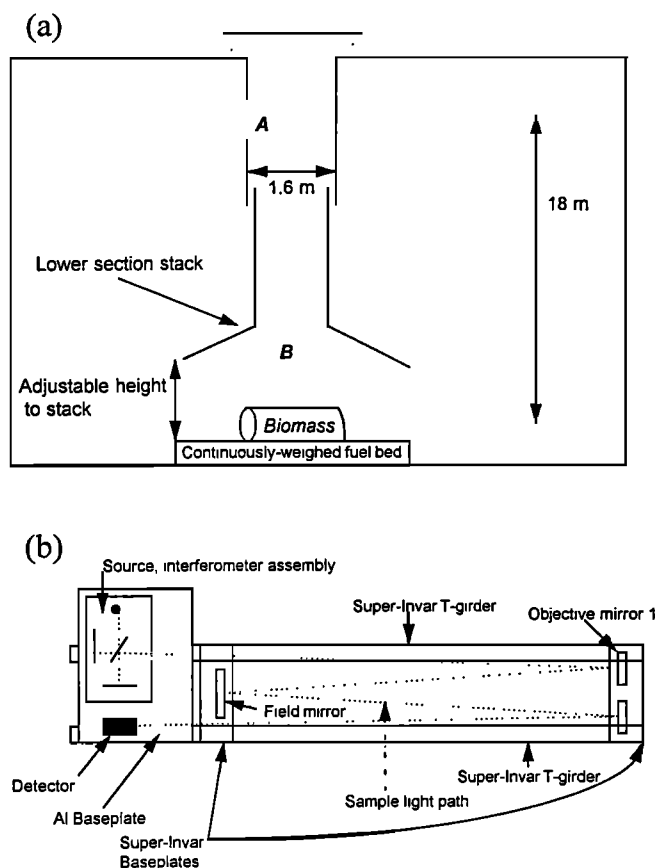 (a)
A
1.6 m
18 m
Lower section stack
B
Adjustable height
to stack
Biomass
Continuously-weighed fuel bed
(b)
Source, interferometer assembly
Super-Invar T-girder
Objective mirror 1
Field mirror
Detector
Al Baseplate
Sample light path
Super-Invar T-girder
Super-Invar
Baseplates